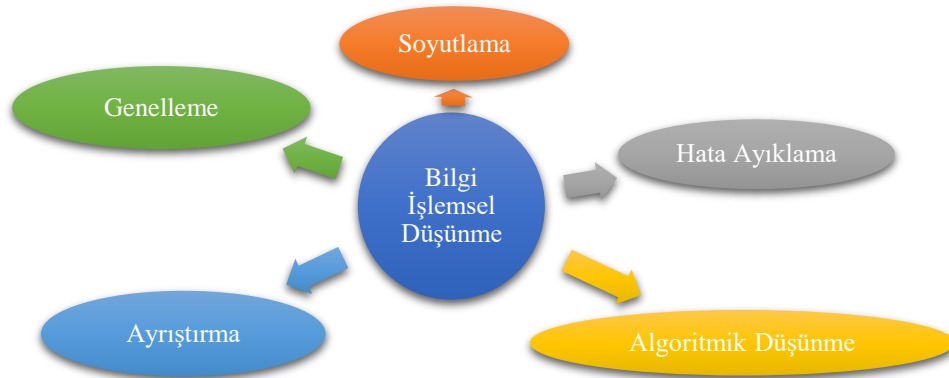 Soyutlama
Genelleme
Hata Ayıklama
Bilgi
İşlemsel
Düşünme
Ayrıştırma
Algoritmik Düşünme